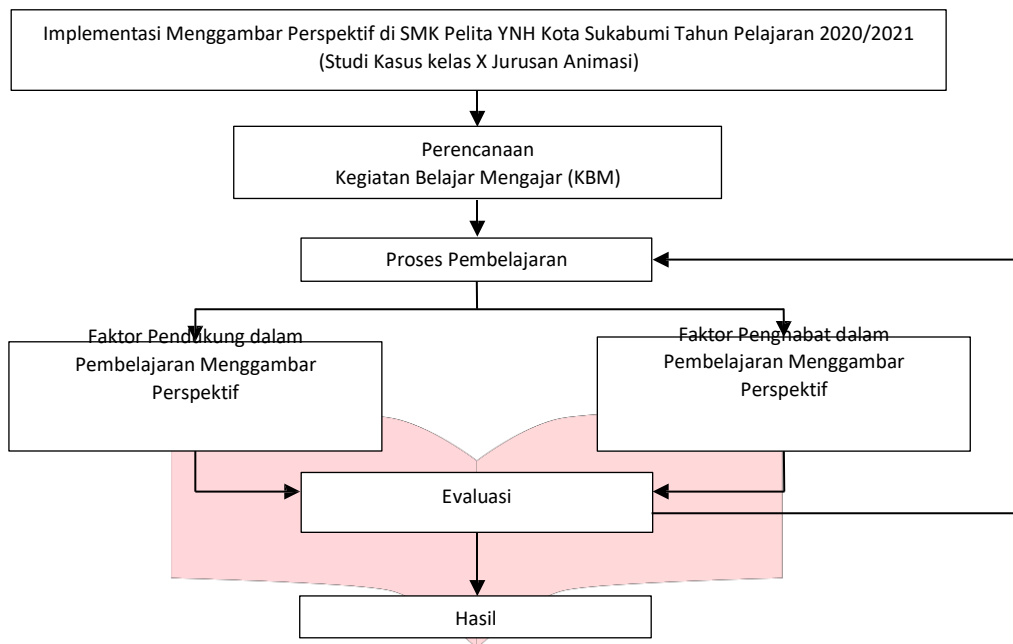 Implementasi Menggambar Perspektif di SMK Pelita YNH Kota Sukabumi Tahun Pelajaran 2020/2021
(Studi Kasus kelas X Jurusan Animasi)
Perencanaan
Kegiatan Belajar Mengajar (KBM)
Proses Pembelajaran
Faktor Pendukung dalam
Pembelajaran Menggambar
Perspektif
Faktor Penghabat dalam
Pembelajaran Menggambar
Perspektif
Evaluasi
Hasil